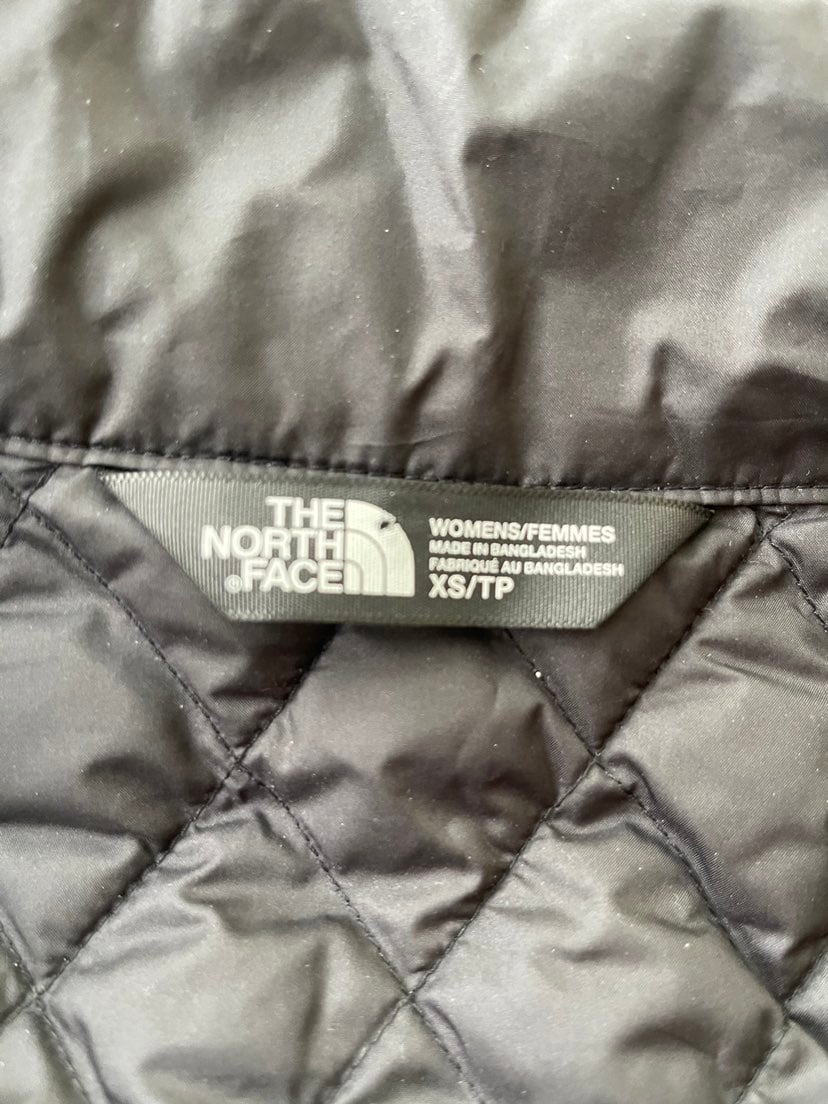 THE
NORTH
®FACE
WOMENS/FEMMES
MADE IN BANGLADESH
FABRIQUÉ AU BANGLADESH
XS/TP